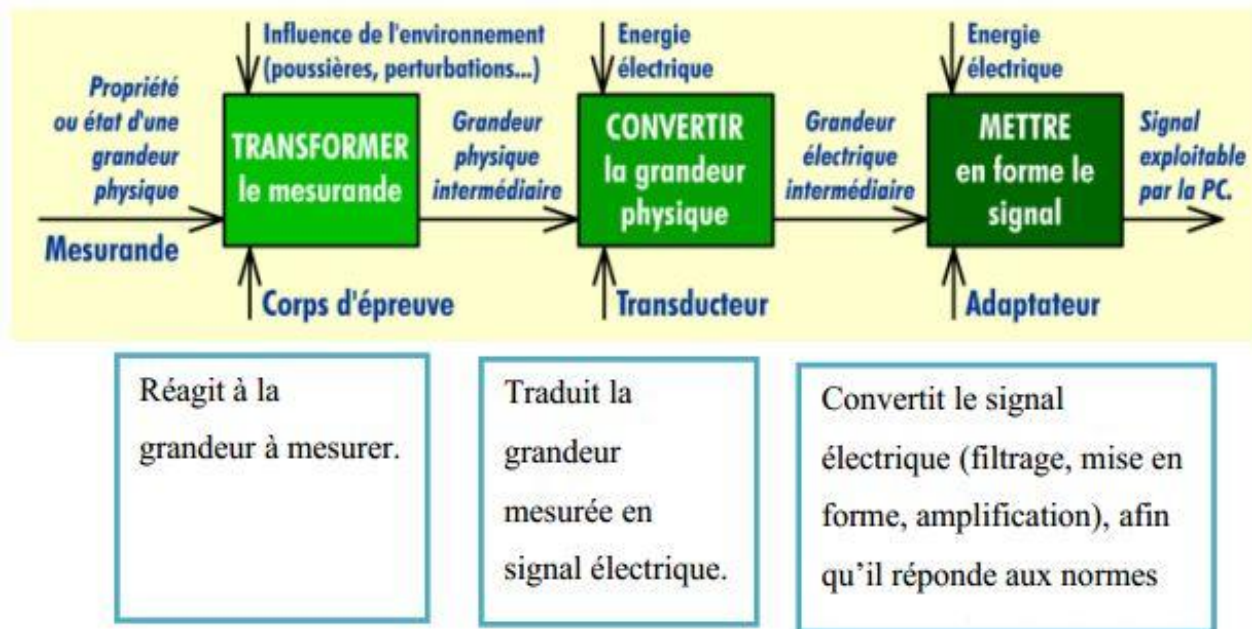 Influence de l'environnement
(poussières, perturbations...)
Energie
électrique
Energie
électrique
Propriété
ou état d'une
grandeur
physique
Mesurande
TRANSFORMER
le mesurande
Grandeur
physique
intermédiaire
CONVERTIR
la grandeur
physique
Grandeur
électrique
intermédiaire
METTRE
en forme le
signal
Signal
exploitable
par la PC.
Corps d'épreuve
Transducteur
Adaptateur
Réagit à la
grandeur à mesurer.
Traduit la
grandeur
mesurée en
signal électrique.
Convertit le signal
électrique (filtrage, mise en
forme, amplification), afin
qu'il réponde aux normes